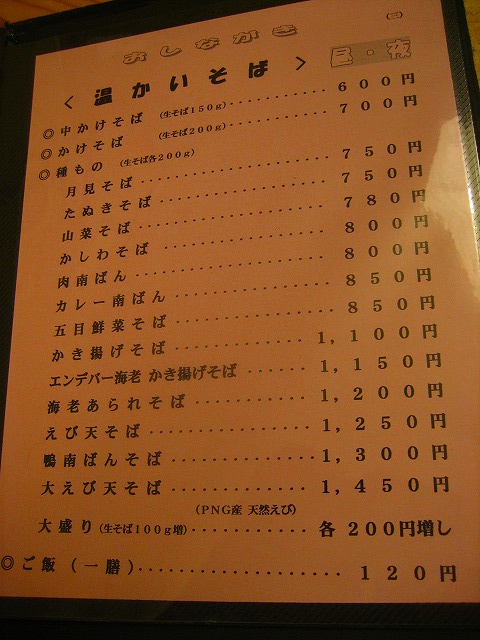 おしながき
(三)
< 温かいそば > 昼・夜
◎中かけそば (生そば150g)・・・・・・・・・・ 600円
◎かけそば (生そば200g)・・・・・・・・・・ 700円
◎種もの (生そば各200g)
月見そば・・・・・・・・・・・・・・・・・・ 750円
たぬきそば・・・・・・・・・・・・・・・・ 750円
山菜そば・・・・・・・・・・・・・・・・・・ 780円
かしわそば・・・・・・・・・・・・・・・・ 800円
肉南ばん・・・・・・・・・・・・・・・・・・ 800円
カレー南ばん・・・・・・・・・・・・・・ 850円
五目鮮菜そば・・・・・・・・・・・・・・ 850円
かき揚げそば・・・・・・・・・・・・ 1,100円
エンデバー海老 かき揚げそば・・・・・・ 1,150円
海老あられそば・・・・・・・・・・ 1,200円
えび天そば・・・・・・・・・・・・・・ 1,250円
鴨南ばんそば・・・・・・・・・・・・ 1,300円
大えび天そば・・・・・・・・・・・・ 1,450円
(PNG産 天然えび)
大盛り(生そば100g増)・・・・・・・・・・ 各200円増し
◎ご飯(一膳)・・・・・・・・・・・・・・・・・・ 120円